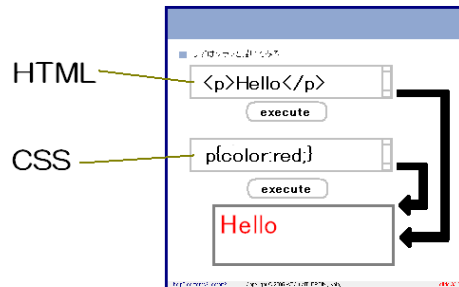 HTML
<p>Hello</p>
execute
CSS
p{color:red;}
execute
Hello